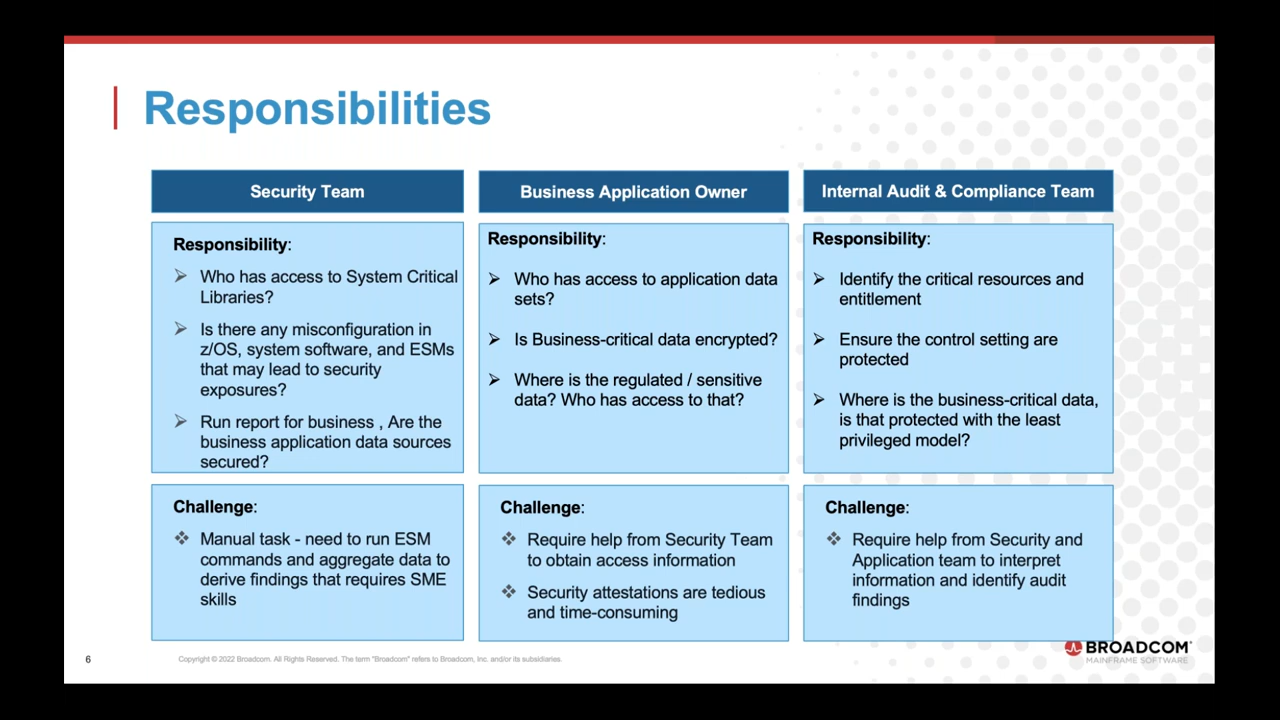 Responsibilities
Security Team
Responsibility:
Who has access to System Critical
Libraries?
Is there any misconfiguration in
z/OS, system software, and ESMs
that may lead to security
exposures?
Run report for business , Are the
business application data sources
secured?
Challenge:
Manual task - need to run ESM
commands and aggregate data to
derive findings that requires SME
skills
Business Application Owner
Responsibility:
Who has access to application data
sets?
Is Business-critical data encrypted?
Where is the regulated / sensitive
data? Who has access to that?
Challenge:
Require help from Security Team
to obtain access information
Security attestations are tedious
and time-consuming
Internal Audit & Compliance Team
Responsibility:
Identify the critical resources and
entitlement
Ensure the control setting are
protected
Where is the business-critical data,
is that protected with the least
privileged model?
Challenge:
Require help from Security and
Application team to interpret
information and identify audit
findings
6
Copyright © 2022 Broadcom. All Rights Reserved. The term "Broadcom" refers to Broadcom, Inc. and/or its subsidiaries.
BROADCOM®
MAINFRAME SOFTWARE